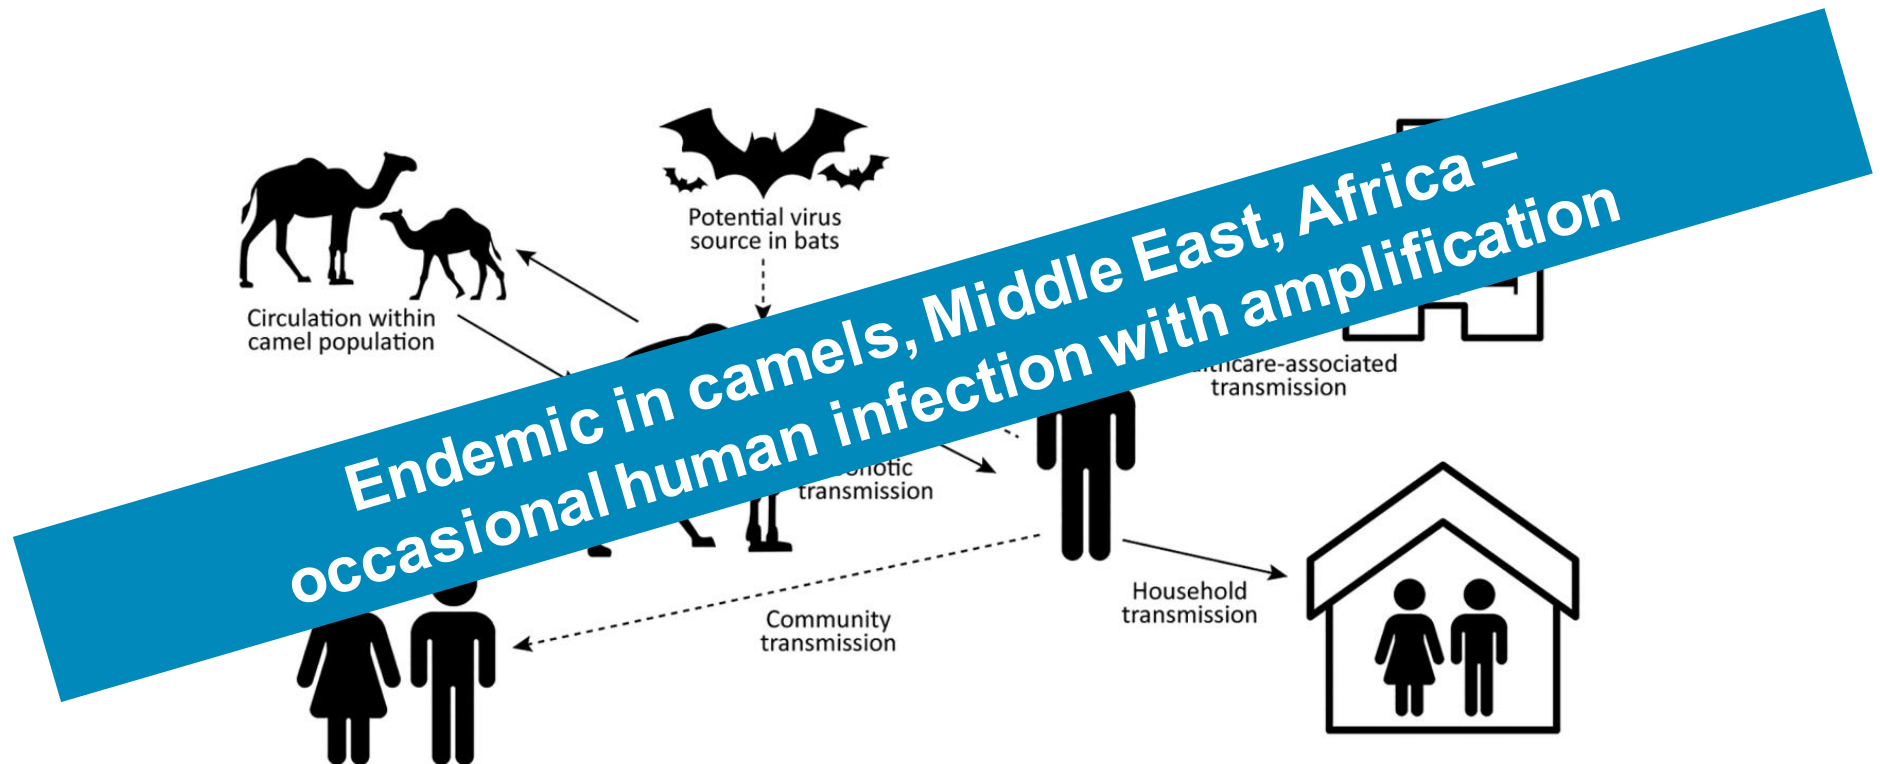 Potential virus
source in bats
Circulation within
camel population
Endemic in camels, Middle East, Africa –
occasional human infection with amplification
transmission
transmission
Household
transmission
Community
transmission